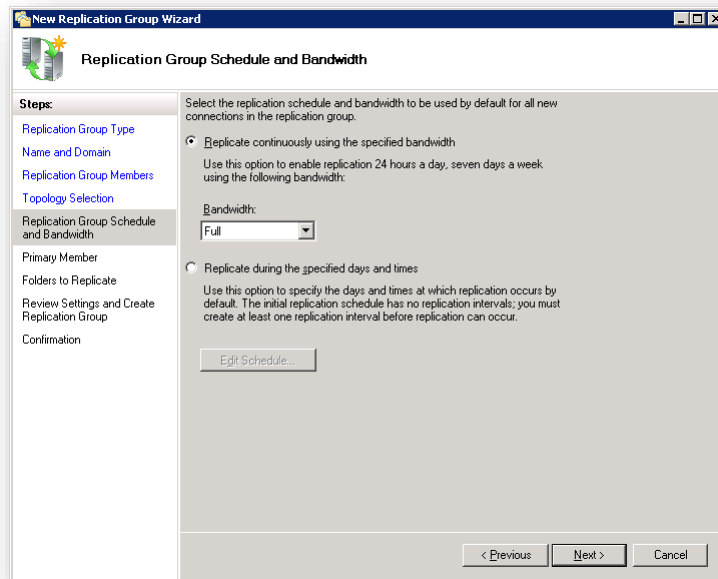 New Replication Group Wizard
Replication Group Schedule and Bandwidth
Steps:
Replication Group Type
Name and Domain
Replication Group Members
Topology Selection
Replication Group Schedule
and Bandwidth
Primary Member
Folders to Replicate
Review Settings and Create
Replication Group
Confirmation
Select the replication schedule and bandwidth to be used by default for all new
connections in the replication group.
Replicate continuously using the specified bandwidth
Use this option to enable replication 24 hours a day, seven days a week
using the following bandwidth:
Bandwidth:
Full
Replicate during the specified days and times
Use this option to specify the days and times at which replication occurs by
default. The initial replication schedule has no replication intervals; you must
create at least one replication interval before replication can occur.
Edit Schedule...
< Previous
Next >
Cancel